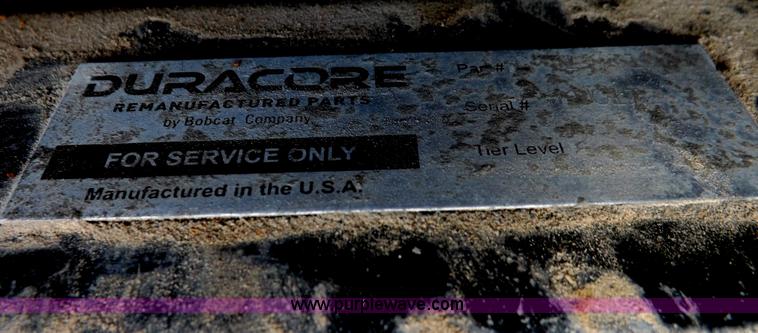 DURACORE
REMANUFACTURED PARTS
by Bobcat Company
FOR SERVICE ONLY
Manufactured in the U.S.A.
Part #
Serial #
Tier Level
www.purplewave.com